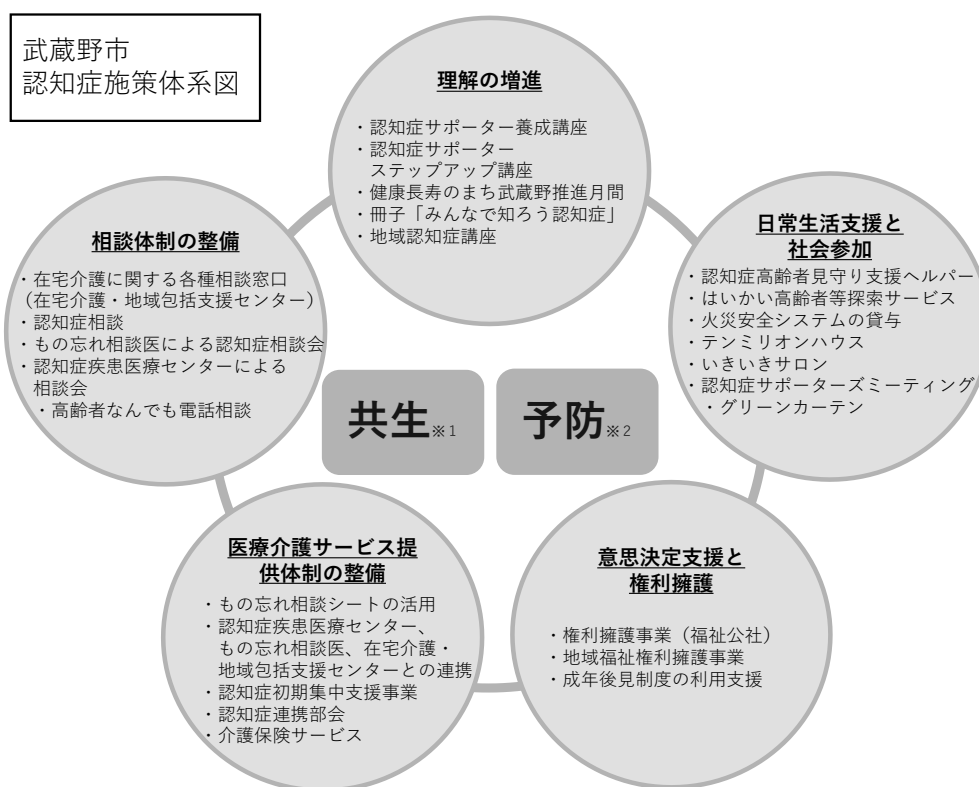 武蔵野市
認知症施策体系図
理解の増進
・認知症サポーター養成講座
・認知症サポーター
ステップアップ講座
・健康長寿のまち武蔵野推進月間
・冊子「みんなで知ろう認知症」
・地域認知症講座
相談体制の整備
・在宅介護に関する各種相談窓口
(在宅介護・地域包括支援センター)
・認知症相談
・もの忘れ相談医による認知症相談会
・認知症疾患医療センターによる
相談会
・高齢者なんでも電話相談
日常生活支援と
社会参加
・認知症高齢者見守り支援ヘルパー
・はいかい高齢者等探索サービス
・火災安全システムの貸与
・テンミリオンハウス
・いきいきサロン
・認知症サポーターズミーティング
・グリーンカーテン
共生※1
予防※2
医療介護サービス提
供体制の整備
・もの忘れ相談シートの活用
・認知症疾患医療センター、
もの忘れ相談医、在宅介護・
地域包括支援センターとの連携
・認知症初期集中支援事業
・認知症連携部会
・介護保険サービス
意思決定支援と
権利擁護
・権利擁護事業(福祉公社)
・地域福祉権利擁護事業
・成年後見制度の利用支援